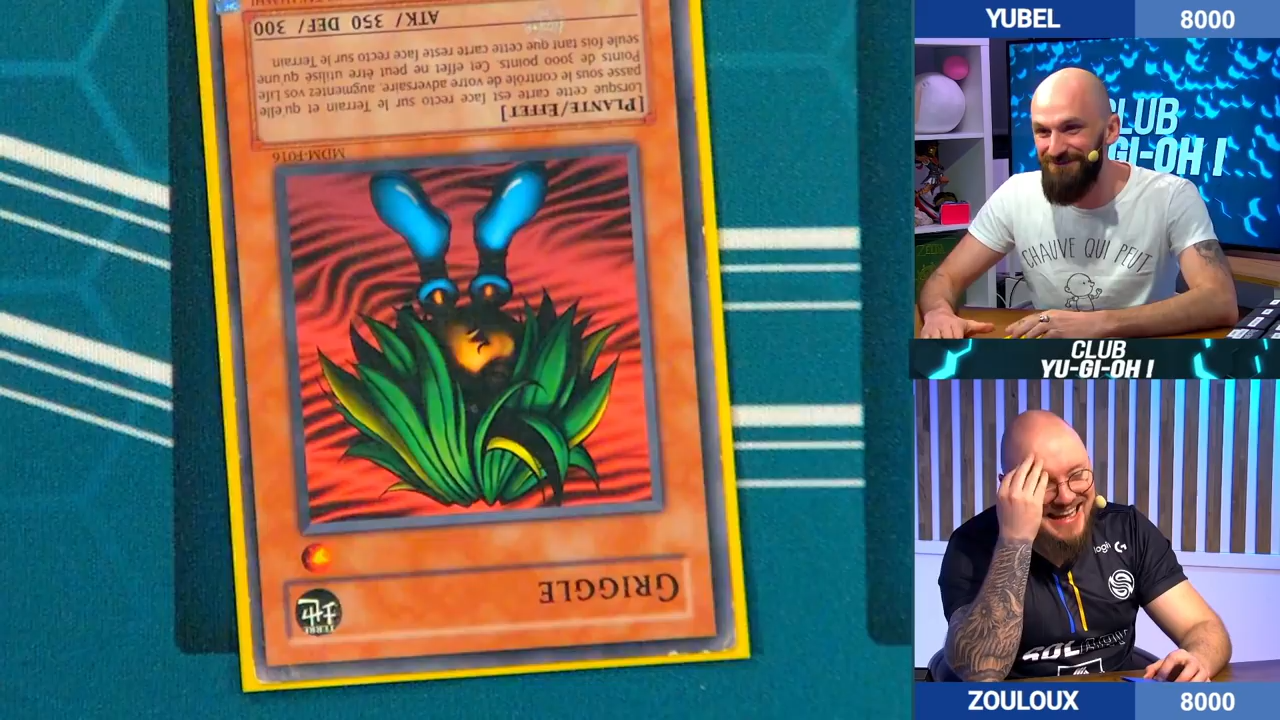 GRIGGLE
TERRE
MDM-F016
[PLANTE/EFFET]
Lorsque cette carte est face recto sur le Terrain et qu'elle
passe sous le contrôle de votre adversaire, augmentez vos Life
Points de 3000 points. Cet effet ne peut être utilisé qu'une
seule fois tant que cette carte reste face recto sur le Terrain.
ATK/ 350 DEF/ 300
YUBEL
8000
CLUB
YU-GI-OH !
CHAUVE QUI PEUT
CLUB
YU-GI-OH !
logi G
ZOULOUX
8000